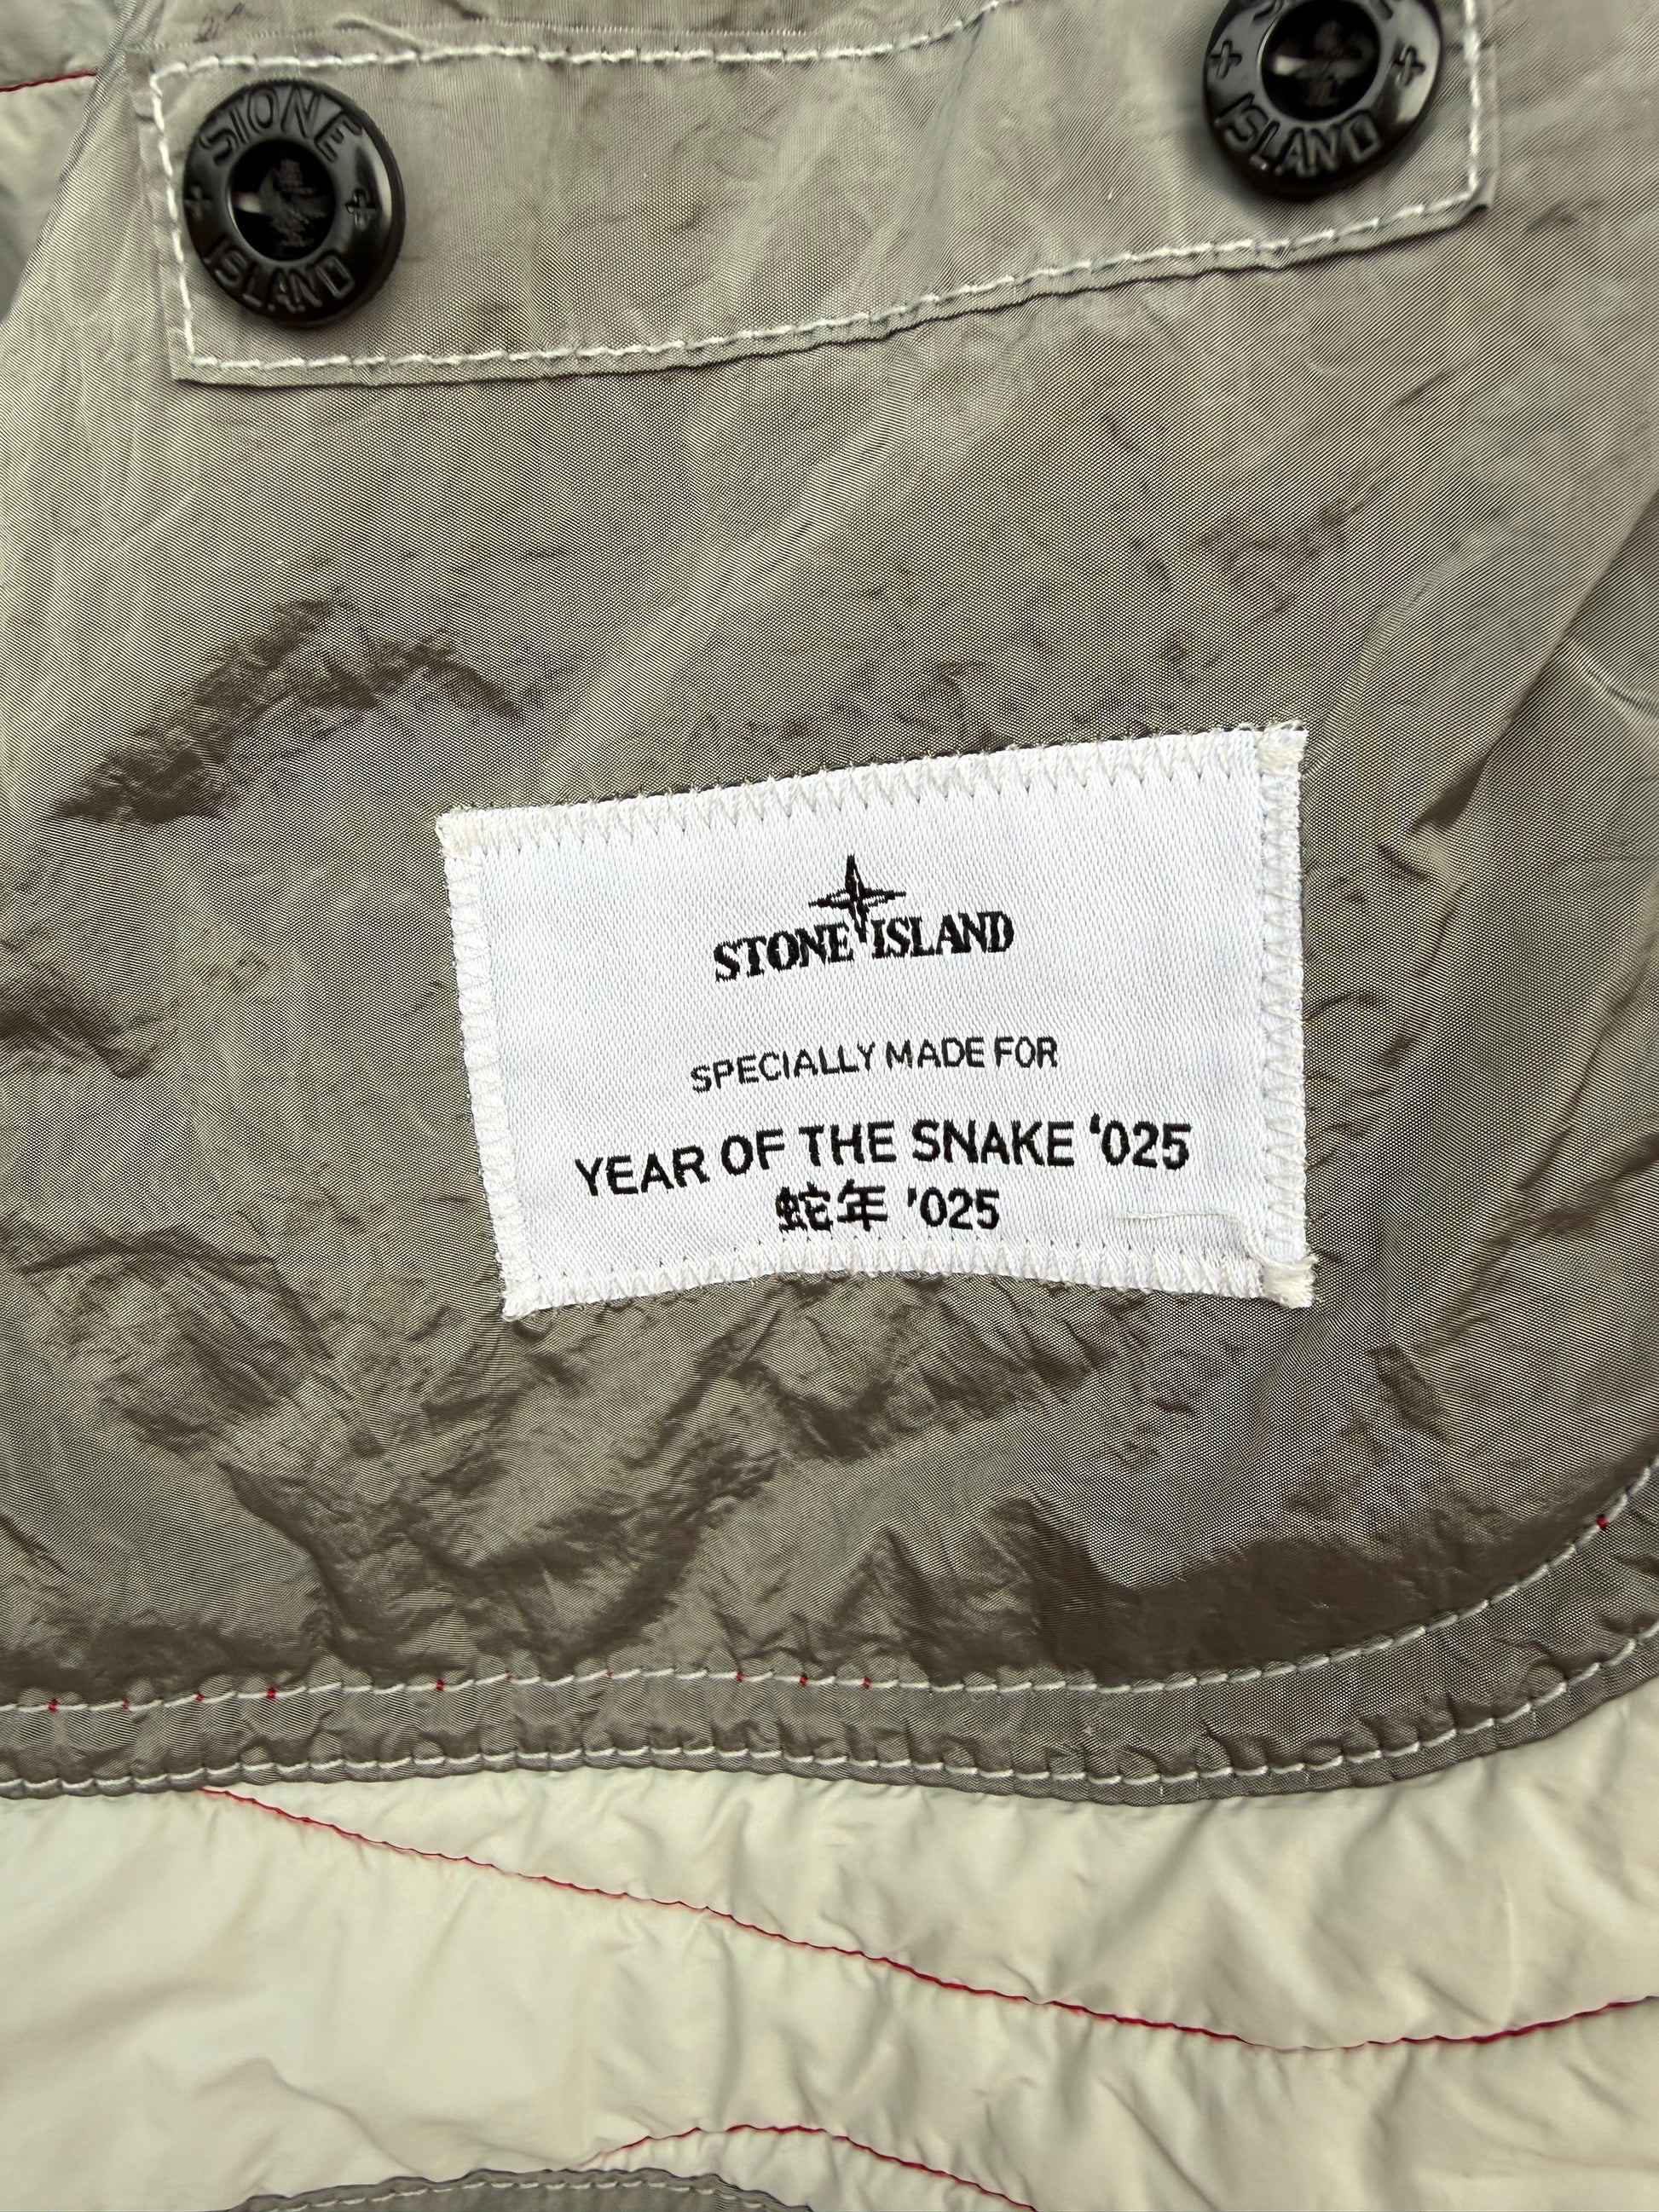 STONE
ISLAND
STONE
ISLAND
STONE ISLAND
SPECIALLY MADE FOR
YEAR OF THE SNAKE ‘025
蛇年 '025